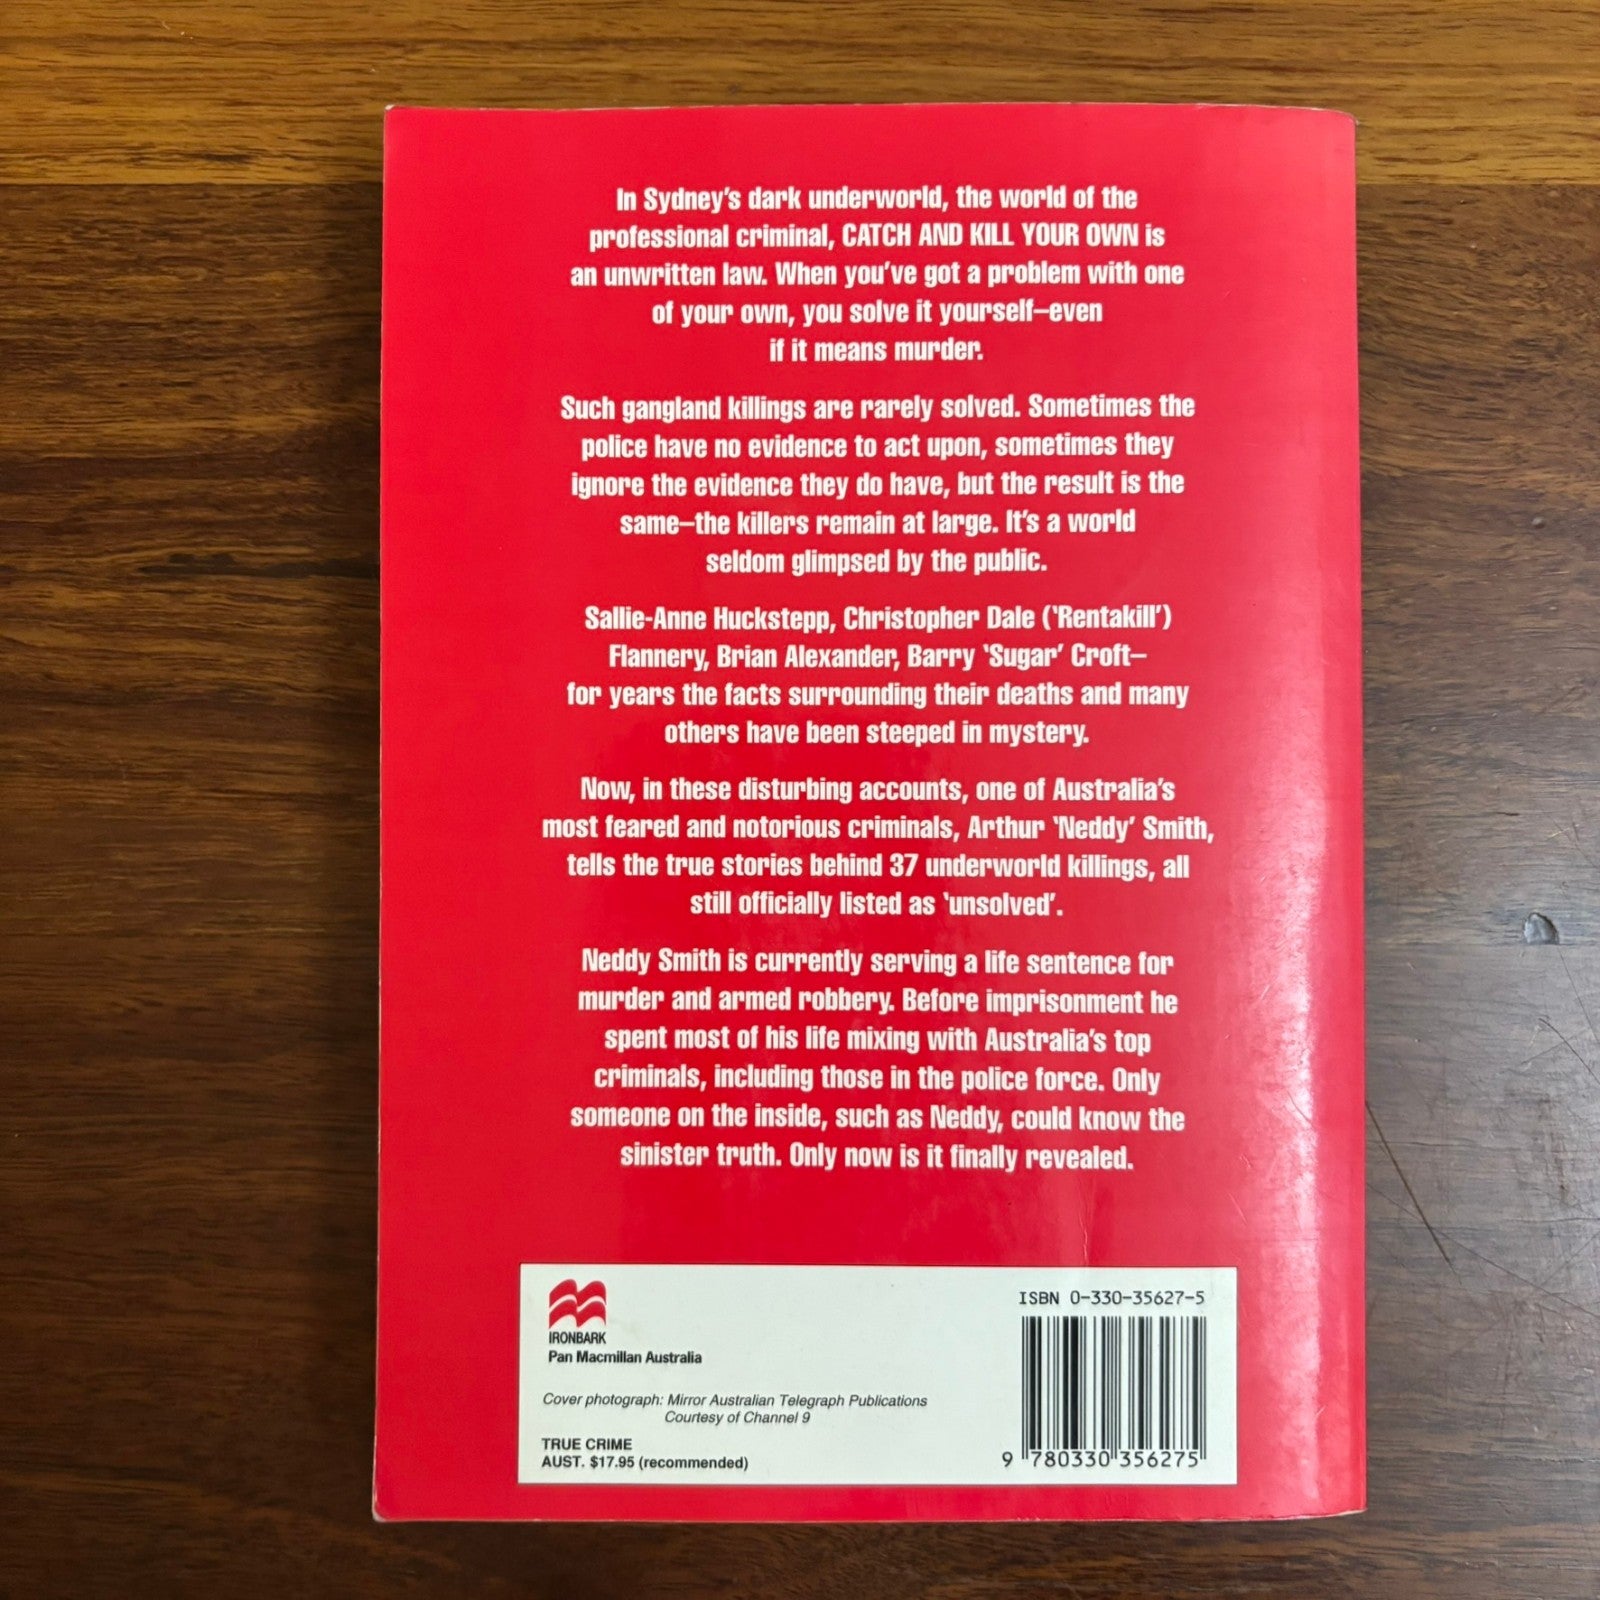 In Sydney's dark underworld, the world of the
professional criminal, CATCH AND KILL YOUR OWN is
an unwritten law. When you've got a problem with one
of your own, you solve it yourself—even
if it means murder.
Such gangland killings are rarely solved. Sometimes the
police have no evidence to act upon, sometimes they
ignore the evidence they do have, but the result is the
same—the killers remain at large. It's a world
seldom glimpsed by the public.
Sallie-Anne Huckstepp, Christopher Dale ('Rentakill')
Flannery, Brian Alexander, Barry 'Sugar' Croft—
for years the facts surrounding their deaths and many
others have been steeped in mystery.
Now, in these disturbing accounts, one of Australia's
most feared and notorious criminals, Arthur 'Neddy' Smith,
tells the true stories behind 37 underworld killings, all
still officially listed as 'unsolved'.
Neddy Smith is currently serving a life sentence for
murder and armed robbery. Before imprisonment he
spent most of his life mixing with Australia's top
criminals, including those in the police force. Only
someone on the inside, such as Neddy, could know the
sinister truth. Only now is it finally revealed.
IRONBARK
Pan Macmillan Australia
Cover photograph: Mirror Australian Telegraph Publications
Courtesy of Channel 9
TRUE CRIME
AUST. $17.95 (recommended)
ISBN 0-330-35627-5
9 780330 356275